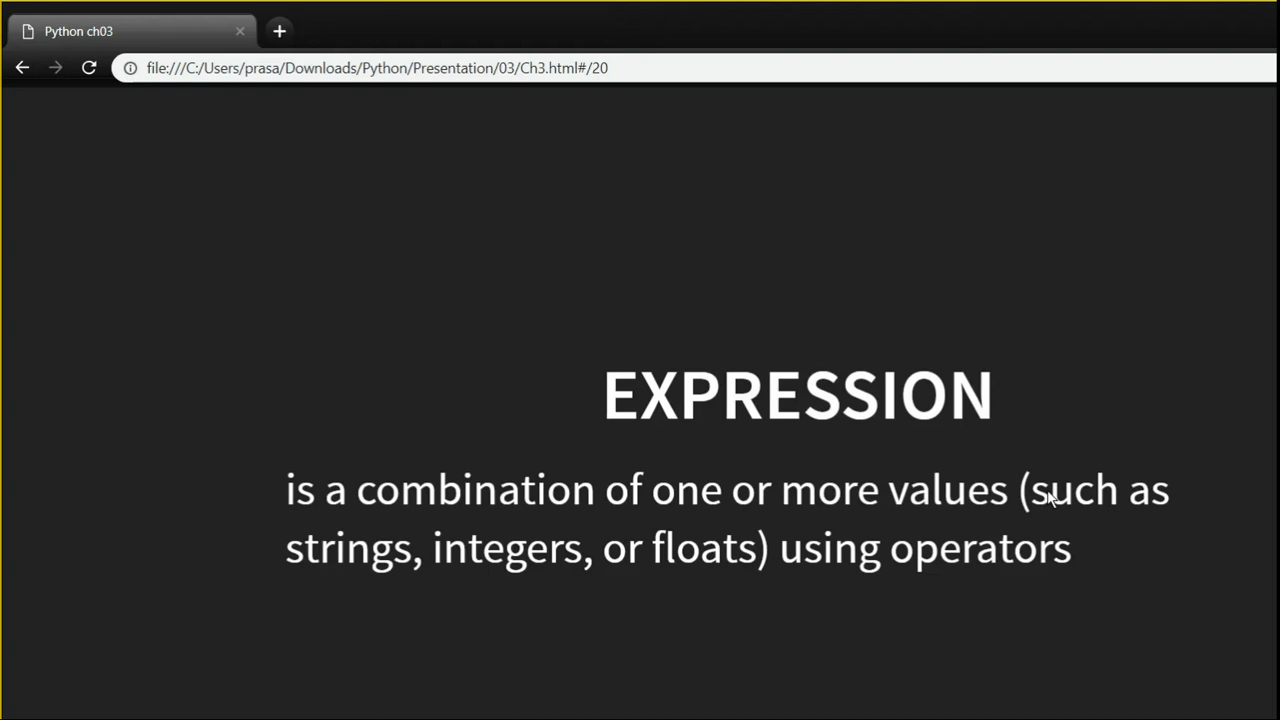 Python ch03
file:///C:/Users/prasa/Downloads/Python/Presentation/03/Ch3.html#/20
EXPRESSION
is a combination of one or more values (such as
strings, integers, or floats) using operators